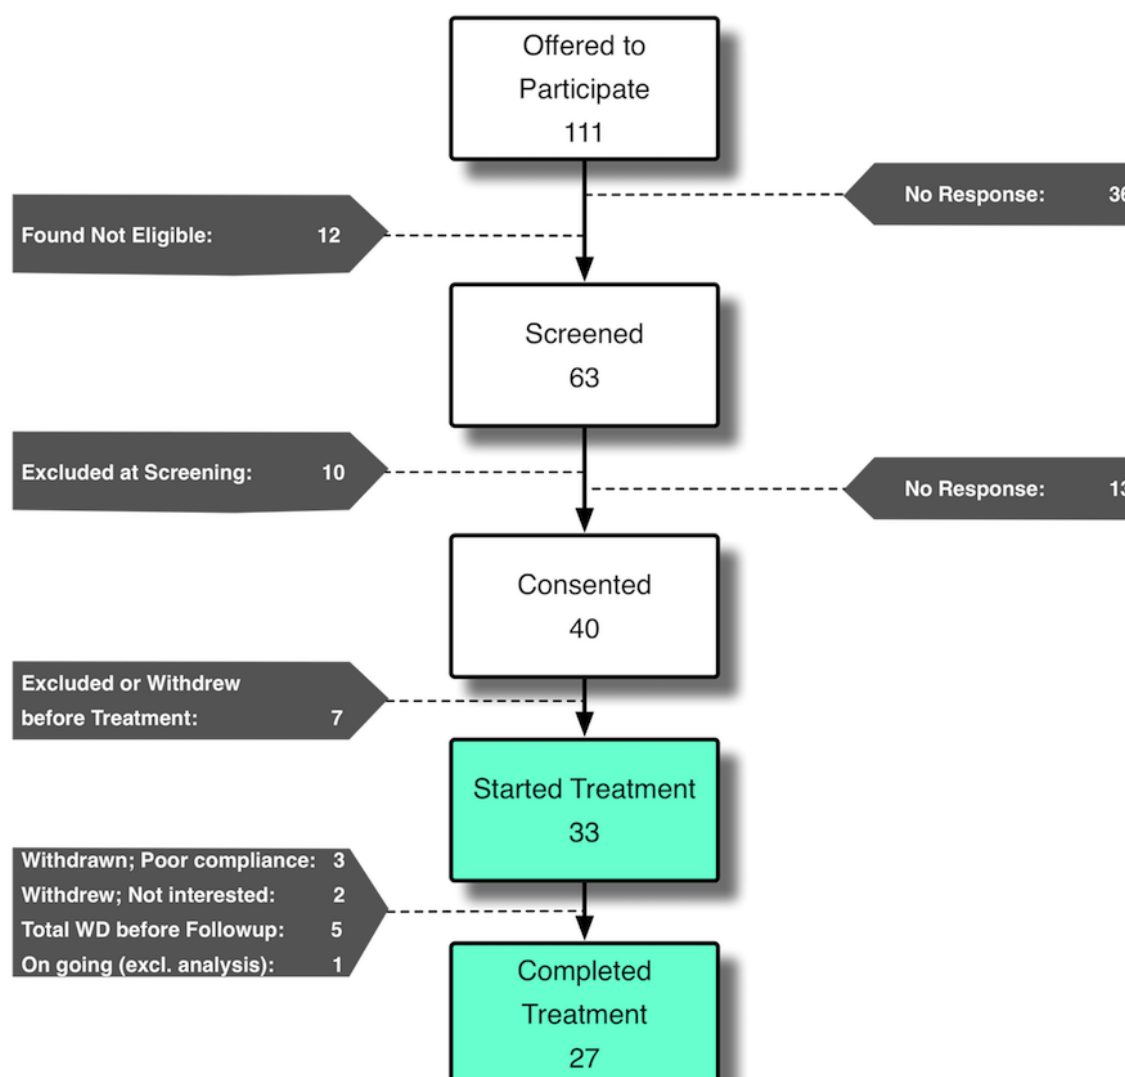 Offered to
Participate
111
No Response: 36
Found Not Eligible: 12
Screened
63
Excluded at Screening: 10
No Response: 13
Consented
40
Excluded or Withdrew
before Treatment: 7
Started Treatment
33
Withdrawn; Poor compliance: 3
Withdrew; Not interested: 2
Total WD before Followup: 5
On going (excl. analysis): 1
Completed
Treatment
27